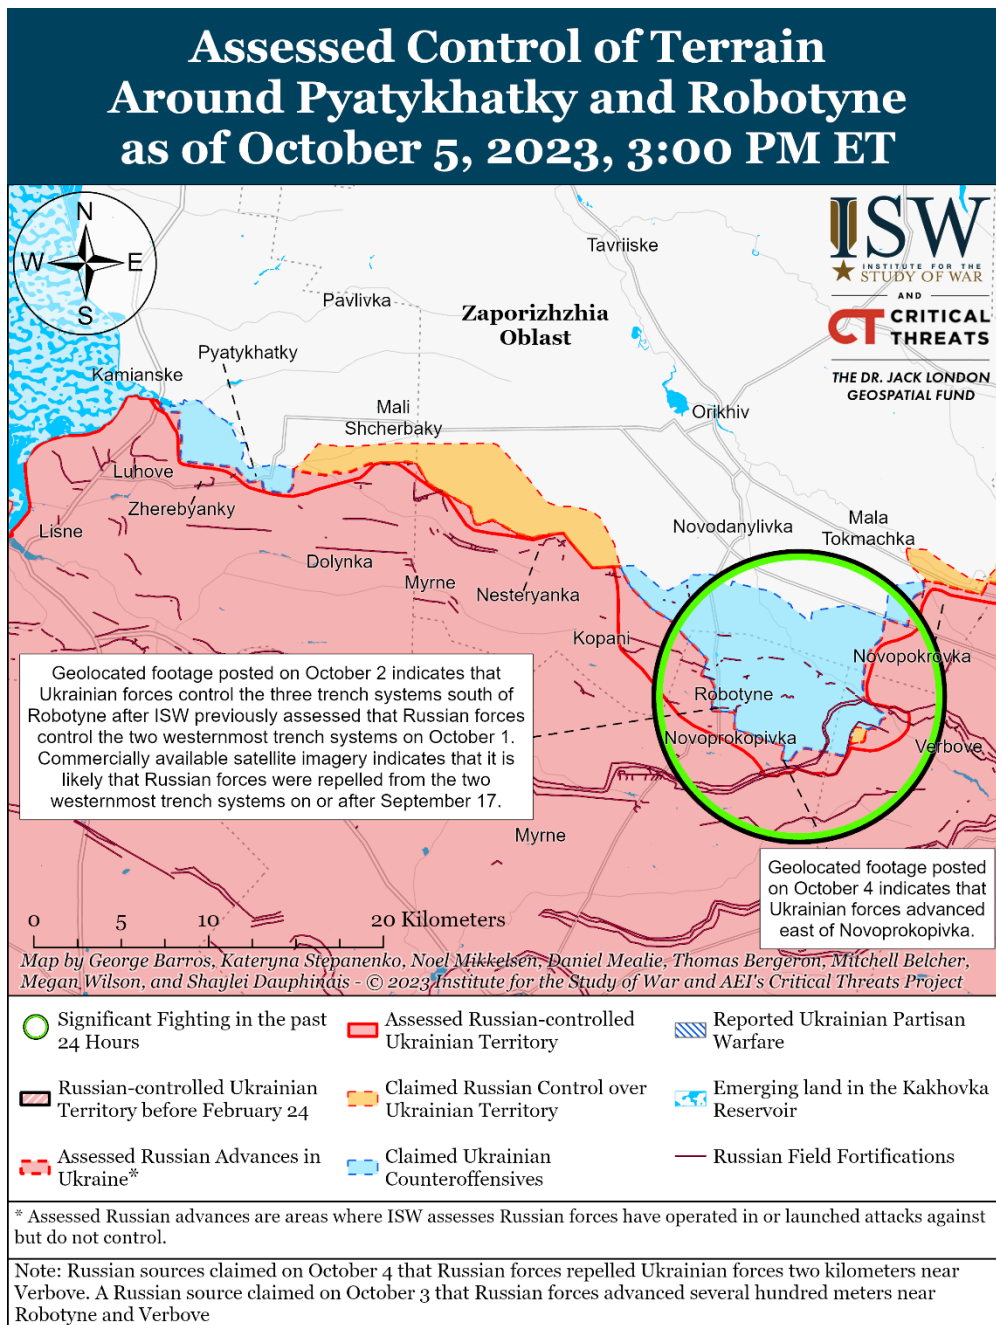 Assessed Control of Terrain
Around Pyatykhatky and Robotyne
as of October 5, 2023, 3:00 PM ET
N
W
E
S
ISW
INSTITUTE FOR THE
STUDY OF WAR
AND
CT CRITICAL
THREATS
THE DR. JACK LONDON
GEOSPATIAL FUND
Tavriiske
Pavlivka
Zaporizhzhia
Oblast
Pyatykhatky
Kamianske
Mali
Shcherbaky
Orikhiv
Luhove
Zherebyanky
Lisne
Novodanylivka
Mala
Tokmachka
Dolynka
Myrne
Nesteryanka
Kopani
Novopokrovka
Robotyne
Novoprokopivka
Verbove
Geolocated footage posted on October 2 indicates that
Ukrainian forces control the three trench systems south of
Robotyne after ISW previously assessed that Russian forces
control the two westernmost trench systems on October 1.
Commercially available satellite imagery indicates that it is
likely that Russian forces were repelled from the two
westernmost trench systems on or after September 17.
Myrne
Geolocated footage posted
on October 4 indicates that
Ukrainian forces advanced
east of Novoprokopivka.
0 5 10 20 Kilometers
Map by George Barros, Kateryna Stepanenko, Noel Mikkelsen, Daniel Mealie, Thomas Bergeron, Mitchell Belcher,
Megan Wilson, and Shaylei Dauphinais - © 2023 Institute for the Study of War and AEI's Critical Threats Project
Significant Fighting in the past
24 Hours
Russian-controlled Ukrainian
Territory before February 24
Assessed Russian Advances in
Ukraine*
Assessed Russian-controlled
Ukrainian Territory
Claimed Russian Control over
Ukrainian Territory
Claimed Ukrainian
Counteroffensives
Reported Ukrainian Partisan
Warfare
Emerging land in the Kakhovka
Reservoir
Russian Field Fortifications
* Assessed Russian advances are areas where ISW assesses Russian forces have operated in or launched attacks against
but do not control.
Note: Russian sources claimed on October 4 that Russian forces repelled Ukrainian forces two kilometers near
Verbove. A Russian source claimed on October 3 that Russian forces advanced several hundred meters near
Robotyne and Verbove